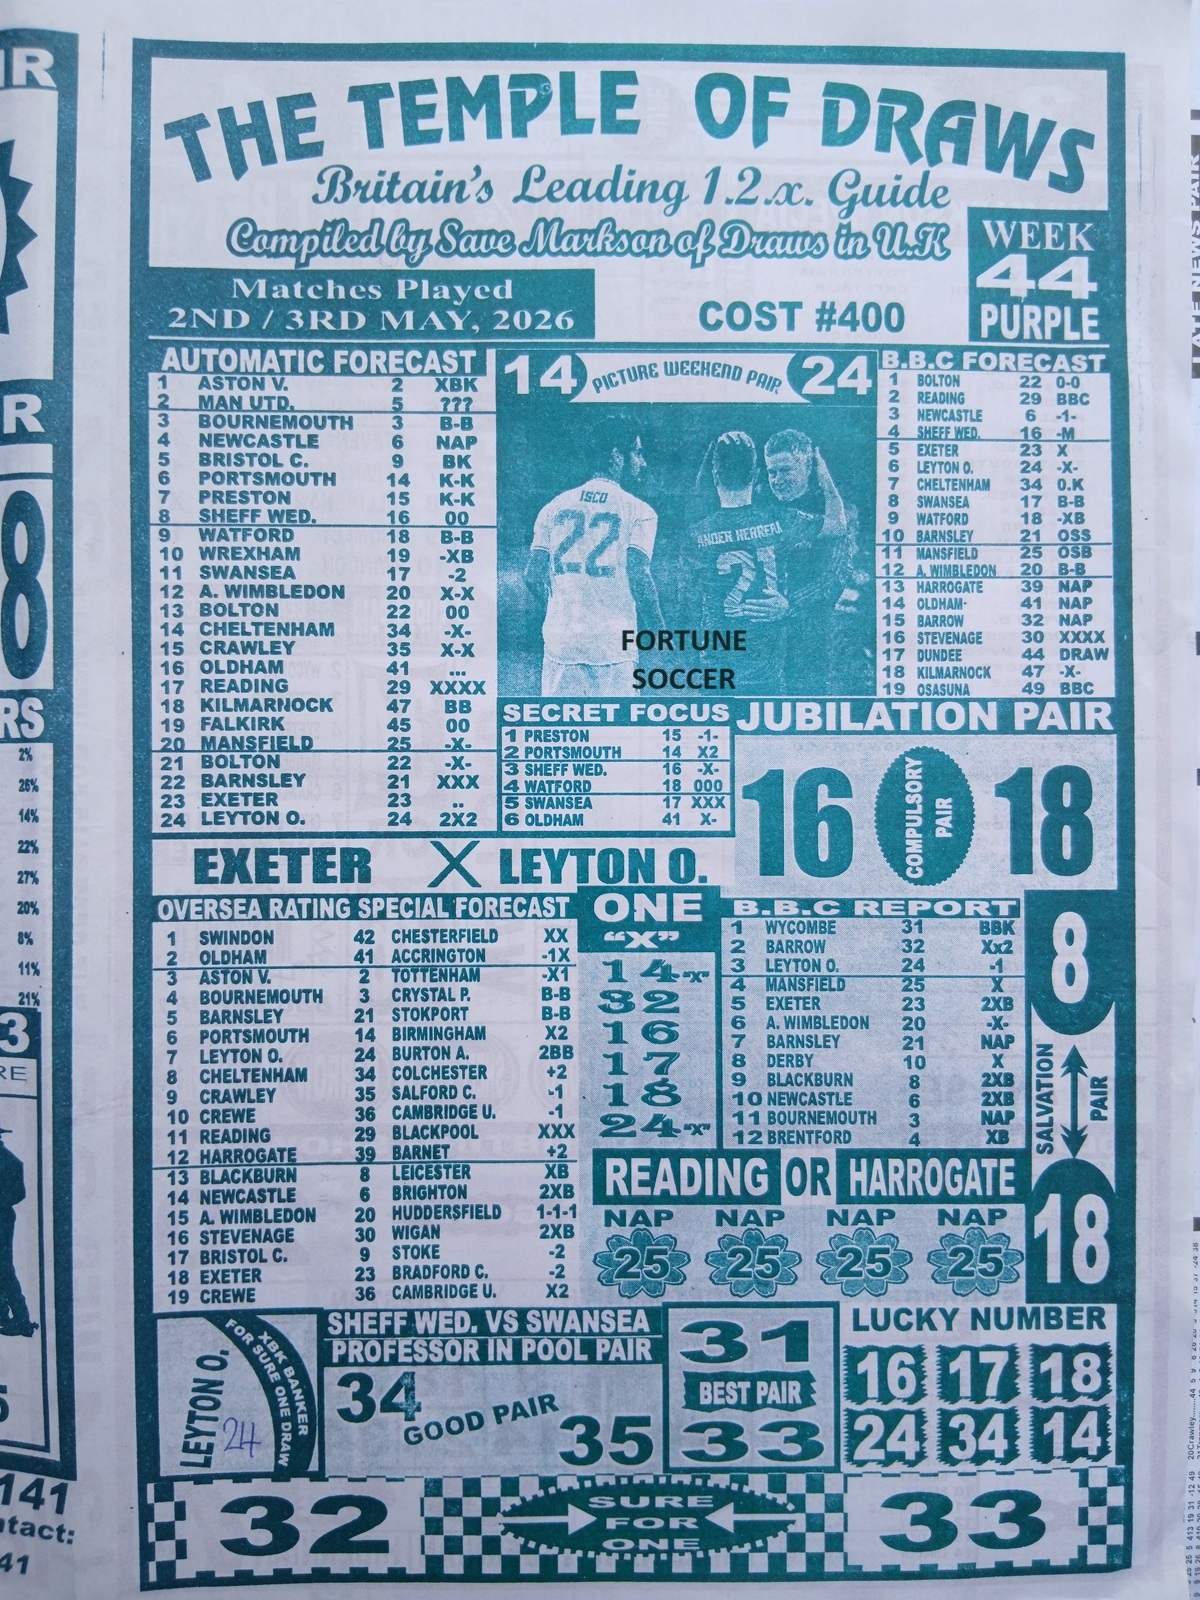 THE TEMPLE OF DRAWS
Britain's Leading 1.2.x. Guide
Compiled by Save Markson of Draws in U.K
WEEK
44
PURPLE
Matches Played
2ND / 3RD MAY, 2026
COST #400
AUTOMATIC FORECAST
1 ASTON V. 2 XBK
2 MAN UTD. 5 ???
3 BOURNEMOUTH 3 B-B
4 NEWCASTLE 6 NAP
5 BRISTOL C. 9 BK
6 PORTSMOUTH 14 K-K
7 PRESTON 15 K-K
8 SHEFF WED. 16 00
9 WATFORD 18 B-B
10 WREXHAM 19 -XB
11 SWANSEA 17 -2
12 A. WIMBLEDON 20 X-X
13 BOLTON 22 00
14 CHELTENHAM 34 -X-
15 CRAWLEY 35 X-X
16 OLDHAM 41 ...
17 READING 29 XXXX
18 KILMARNOCK 47 BB
19 FALKIRK 45 00
20 MANSFIELD 25 -X-
21 BOLTON 22 -X-
22 BARNSLEY 21 XXX
23 EXETER 23 ..
24 LEYTON O. 24 2X2
14 PICTURE WEEKEND PAIR 24
ISCO
22
ANDER HERRERA
21
FORTUNE
SOCCER
B.B.C FORECAST
1 BOLTON 22 0-0
2 READING 29 BBC
3 NEWCASTLE 6 -1-
4 SHEFF WED. 16 -M
5 EXETER 23 X
6 LEYTON O. 24 -X-
7 CHELTENHAM 34 0.K
8 SWANSEA 17 B-B
9 WATFORD 18 -XB
10 BARNSLEY 21 OSS
11 MANSFIELD 25 OSB
12 A. WIMBLEDON 20 B-B
13 HARROGATE 39 NAP
14 OLDHAM- 41 NAP
15 BARROW 32 NAP
16 STEVENAGE 30 XXXX
17 DUNDEE 44 DRAW
18 KILMARNOCK 47 -X-
19 OSASUNA 49 BBC
SECRET FOCUS
1 PRESTON 15 -1-
2 PORTSMOUTH 14 X2
3 SHEFF WED. 16 -X-
4 WATFORD 18 000
5 SWANSEA 17 XXX
6 OLDHAM 41 X-
JUBILATION PAIR
16 COMPULSORY PAIR 18
EXETER X LEYTON O.
OVERSEA RATING SPECIAL FORECAST
1 SWINDON 42 CHESTERFIELD XX
2 OLDHAM 41 ACCRINGTON -1X
3 ASTON V. 2 TOTTENHAM -X1
4 BOURNEMOUTH 3 CRYSTAL P. B-B
5 BARNSLEY 21 STOKPORT B-B
6 PORTSMOUTH 14 BIRMINGHAM X2
7 LEYTON O. 24 BURTON A. 2BB
8 CHELTENHAM 34 COLCHESTER +2
9 CRAWLEY 35 SALFORD C. -1
10 CREWE 36 CAMBRIDGE U. -1
11 READING 29 BLACKPOOL XXX
12 HARROGATE 39 BARNET +2
13 BLACKBURN 8 LEICESTER XB
14 NEWCASTLE 6 BRIGHTON 2XB
15 A. WIMBLEDON 20 HUDDERSFIELD 1-1-1
16 STEVENAGE 30 WIGAN 2XB
17 BRISTOL C. 9 STOKE -2
18 EXETER 23 BRADFORD C. -2
19 CREWE 36 CAMBRIDGE U. X2
ONE
"X"
14 "X"
32
16
17
18
24 "X"
B.B.C REPORT
1 WYCOMBE 31 BBK
2 BARROW 32 Xx2
3 LEYTON O. 24 -1
4 MANSFIELD 25 X
5 EXETER 23 2XB
6 A. WIMBLEDON 20 -X-
7 BARNSLEY 21 NAP
8 DERBY 10 X
9 BLACKBURN 8 2XB
10 NEWCASTLE 6 2XB
11 BOURNEMOUTH 3 NAP
12 BRENTFORD 4 XB
8
SALVATION PAIR
18
READING OR HARROGATE
NAP NAP NAP NAP
25 25 25 25
LEYTON O.
24
XBK BANKER
FOR SURE ONE DRAW
SHEFF WED. VS SWANSEA
PROFESSOR IN POOL PAIR
34 GOOD PAIR 35
31
BEST PAIR
33
LUCKY NUMBER
16 17 18
24 34 14
32 SURE FOR ONE 33
IR
R
8
RS
2%
26%
14%
22%
27%
20%
8%
11%
21%
3
RE
5
141
ntact:
41